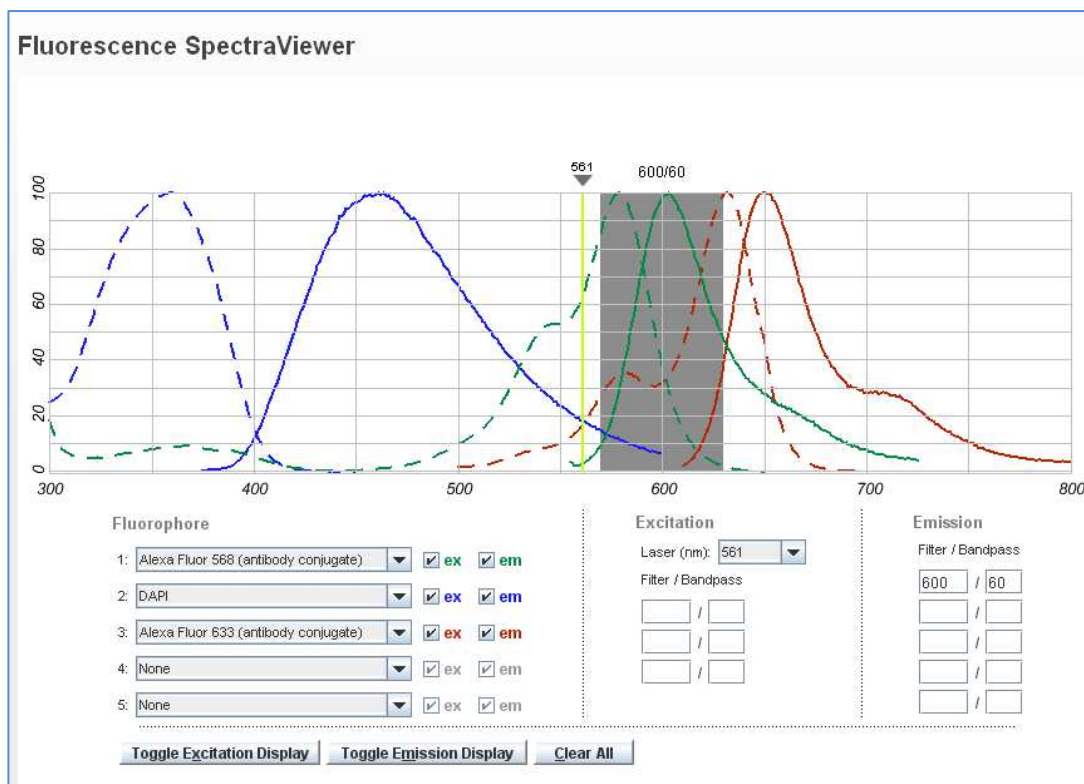 Fluorescence SpectraViewer
561
600/60
100
80
60
40
20
0
300 400 500 600 700 800
Fluorophore Excitation Emission
1: Alexa Fluor 568 (antibody conjugate) ex em
2: DAPI ex em
3: Alexa Fluor 633 (antibody conjugate) ex em
4: None ex em
5: None ex em
Laser (nm): 561
Filter / Bandpass
/
/
/
Filter / Bandpass
600 / 60
/
/
/
/
Toggle Excitation Display Toggle Emission Display Clear All